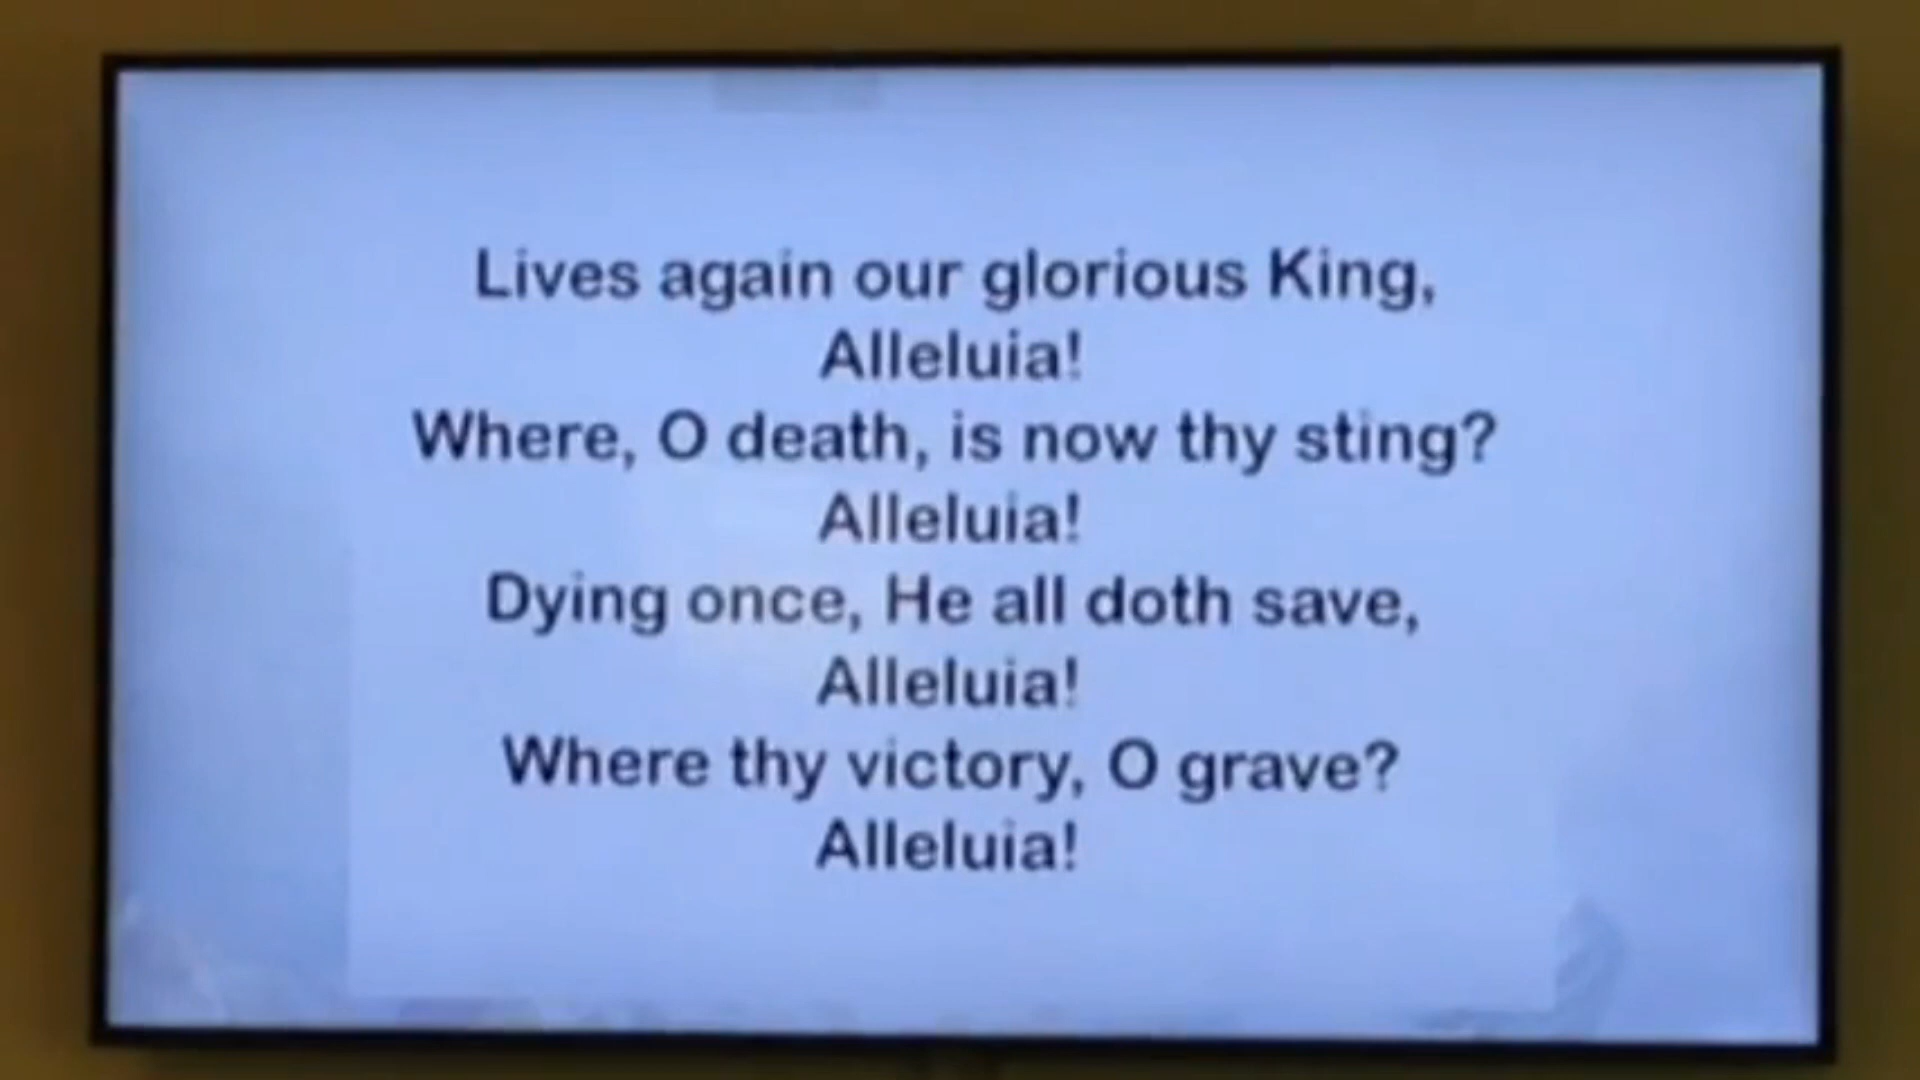 Lives again our glorious King,
Alleluia!
Where, O death, is now thy sting?
Alleluia!
Dying once, He all doth save,
Alleluia!
Where thy victory, O grave?
Alleluia!